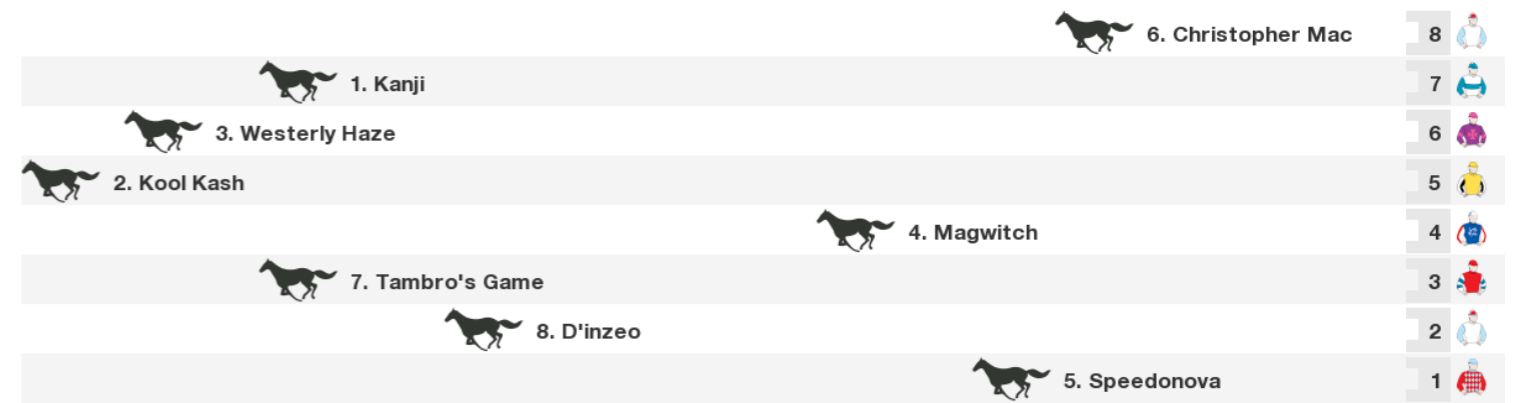 6. Christopher Mac 8
1. Kanji 7
3. Westerly Haze 6
2. Kool Kash 5
4. Magwitch 4
7. Tambro's Game 3
8. D'inzeo 2
5. Speedonova 1